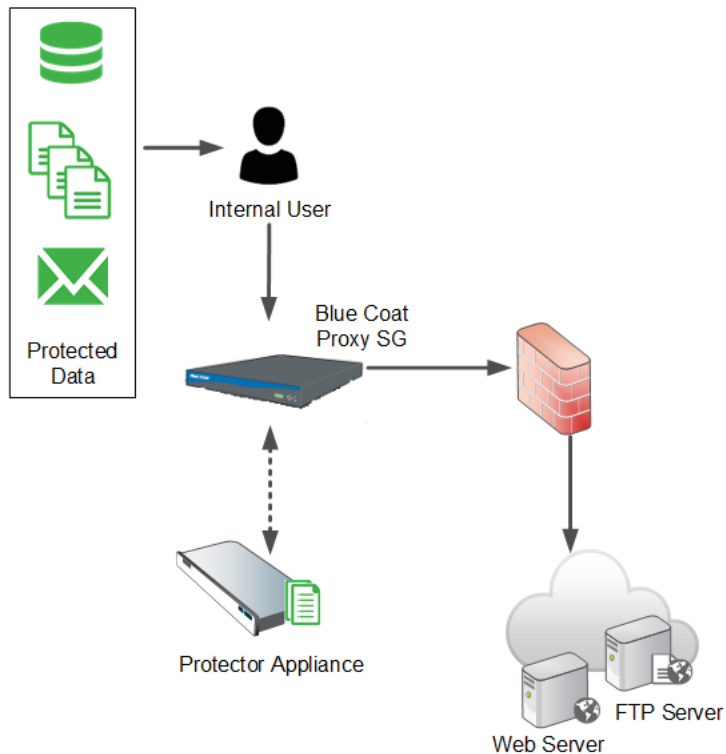 Internal User
Blue Coat
Proxy SG
Protected
Data
Protector Appliance
FTP Server
Web Server